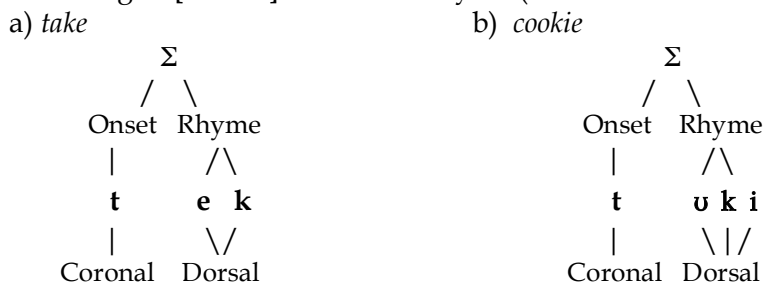 a) take b) cookie
Σ Σ
/ \ / \
Onset Rhyme Onset Rhyme
| /\ | /\
t e k t ʊ k i
| \/ | \ | /
Coronal Dorsal Coronal Dorsal